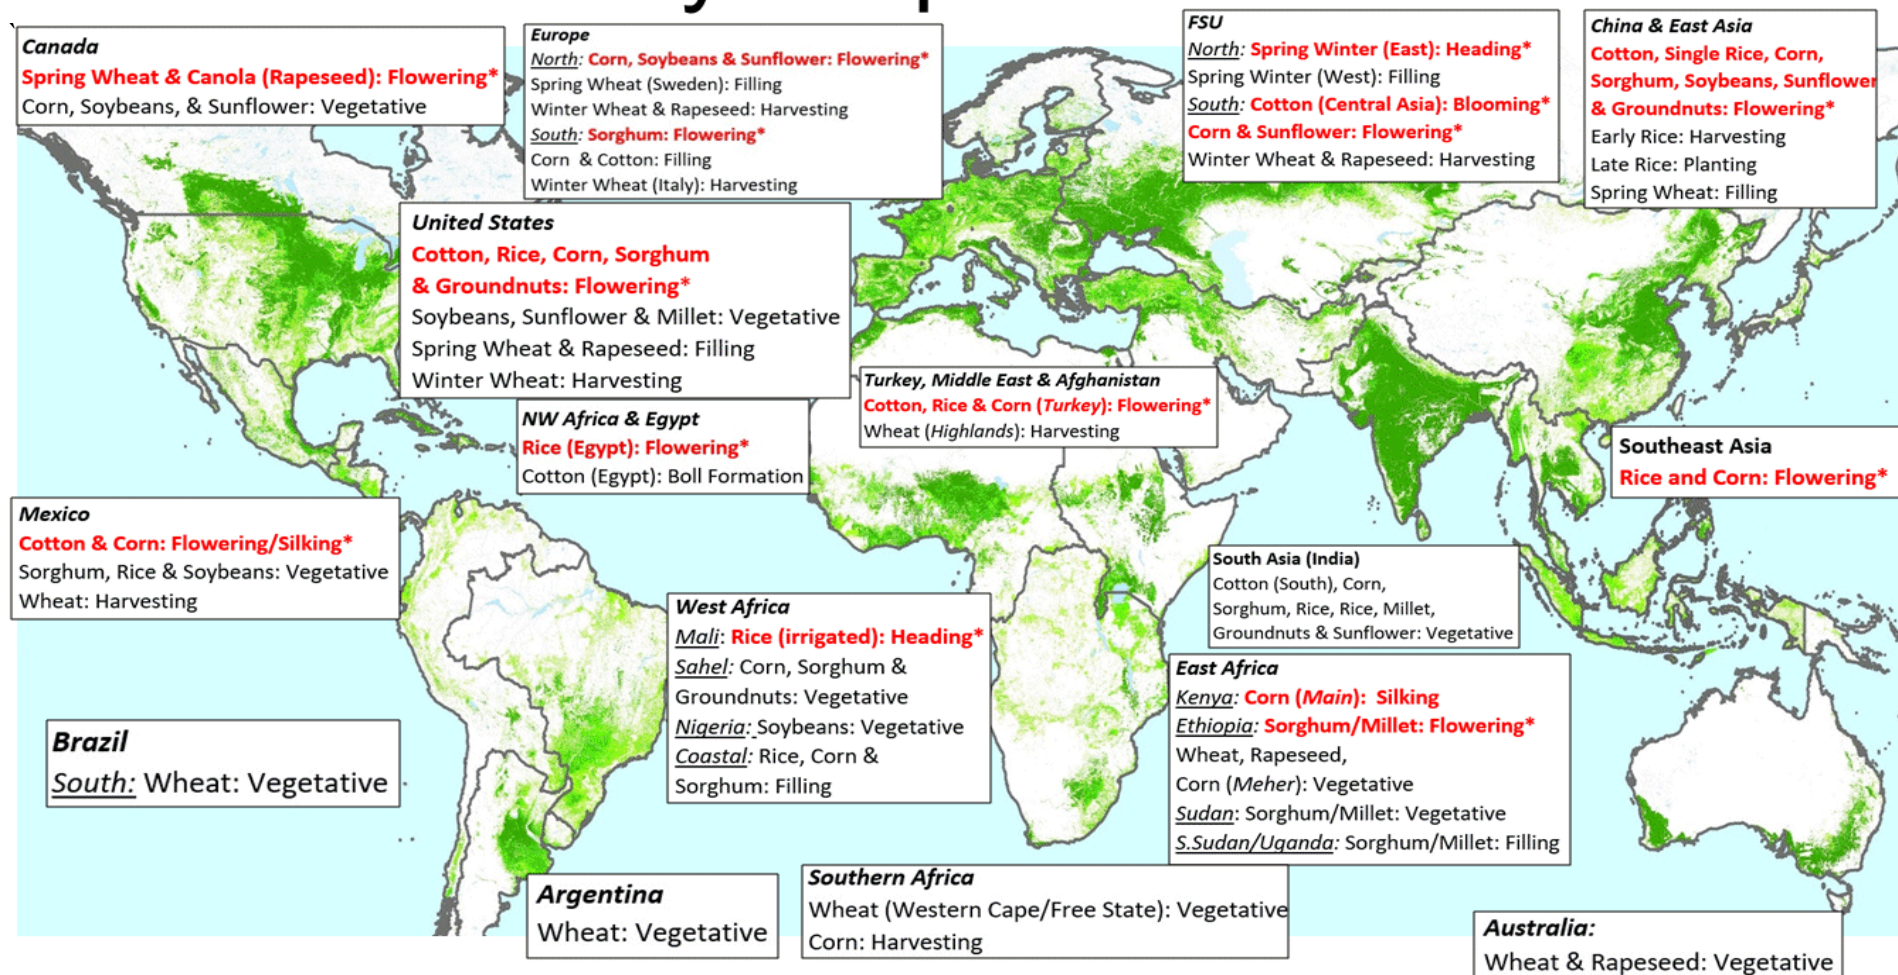 Canada
Spring Wheat & Canola (Rapeseed): Flowering*
Corn, Soybeans, & Sunflower: Vegetative
Europe
North: Corn, Soybeans & Sunflower: Flowering*
Spring Wheat (Sweden): Filling
Winter Wheat & Rapeseed: Harvesting
South: Sorghum: Flowering*
Corn & Cotton: Filling
Winter Wheat (Italy): Harvesting
FSU
North: Spring Winter (East): Heading*
Spring Winter (West): Filling
South: Cotton (Central Asia): Blooming*
Corn & Sunflower: Flowering*
Winter Wheat & Rapeseed: Harvesting
China & East Asia
Cotton, Single Rice, Corn,
Sorghum, Soybeans, Sunflower
& Groundnuts: Flowering*
Early Rice: Harvesting
Late Rice: Planting
Spring Wheat: Filling
United States
Cotton, Rice, Corn, Sorghum
& Groundnuts: Flowering*
Soybeans, Sunflower & Millet: Vegetative
Spring Wheat & Rapeseed: Filling
Winter Wheat: Harvesting
Turkey, Middle East & Afghanistan
Cotton, Rice & Corn (Turkey): Flowering*
Wheat (Highlands): Harvesting
NW Africa & Egypt
Rice (Egypt): Flowering*
Cotton (Egypt): Boll Formation
Southeast Asia
Rice and Corn: Flowering*
Mexico
Cotton & Corn: Flowering/Silking*
Sorghum, Rice & Soybeans: Vegetative
Wheat: Harvesting
South Asia (India)
Cotton (South), Corn,
Sorghum, Rice, Rice, Millet,
Groundnuts & Sunflower: Vegetative
West Africa
Mali: Rice (irrigated): Heading*
Sahel: Corn, Sorghum &
Groundnuts: Vegetative
Nigeria: Soybeans: Vegetative
Coastal: Rice, Corn &
Sorghum: Filling
East Africa
Kenya: Corn (Main): Silking
Ethiopia: Sorghum/Millet: Flowering*
Wheat, Rapeseed,
Corn (Meher): Vegetative
Sudan: Sorghum/Millet: Vegetative
S.Sudan/Uganda: Sorghum/Millet: Filling
Brazil
South: Wheat: Vegetative
Argentina
Wheat: Vegetative
Southern Africa
Wheat (Western Cape/Free State): Vegetative
Corn: Harvesting
Australia:
Wheat & Rapeseed: Vegetative